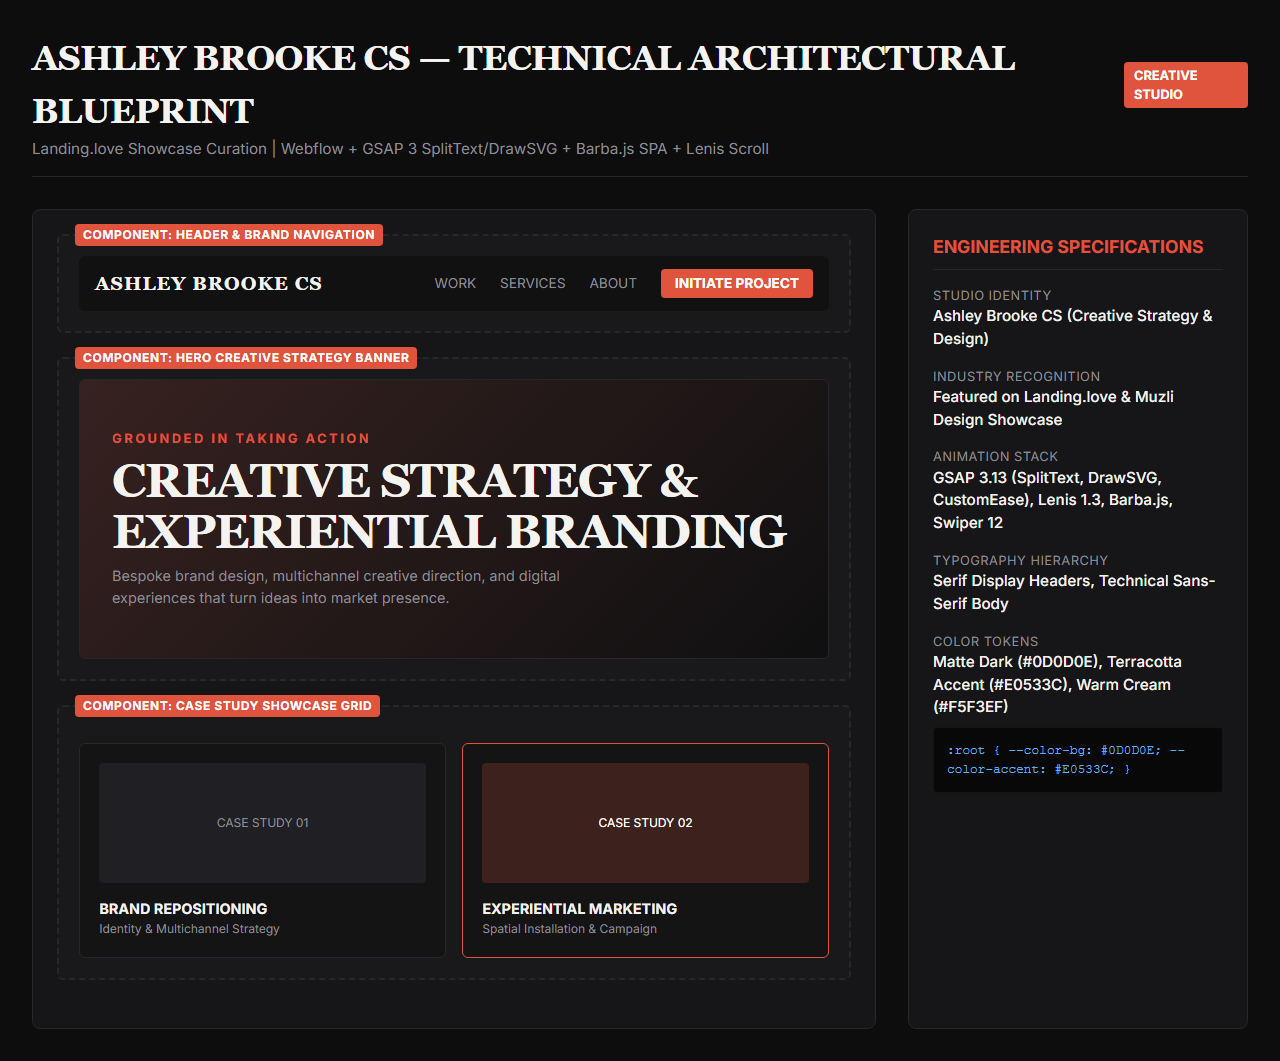 ASHLEY BROOKE CS — TECHNICAL ARCHITECTURAL
BLUEPRINT
CREATIVE
STUDIO
Landing.love Showcase Curation | Webflow + GSAP 3 SplitText/DrawSVG + Barba.js SPA + Lenis Scroll
COMPONENT: HEADER & BRAND NAVIGATION
ASHLEY BROOKE CS
WORK
SERVICES
ABOUT
INITIATE PROJECT
COMPONENT: HERO CREATIVE STRATEGY BANNER
GROUNDED IN TAKING ACTION
CREATIVE STRATEGY &
EXPERIENTIAL BRANDING
Bespoke brand design, multichannel creative direction, and digital
experiences that turn ideas into market presence.
COMPONENT: CASE STUDY SHOWCASE GRID
CASE STUDY 01
BRAND REPOSITIONING
Identity & Multichannel Strategy
CASE STUDY 02
EXPERIENTIAL MARKETING
Spatial Installation & Campaign
ENGINEERING SPECIFICATIONS
STUDIO IDENTITY
Ashley Brooke CS (Creative Strategy &
Design)
INDUSTRY RECOGNITION
Featured on Landing.love & Muzli
Design Showcase
ANIMATION STACK
GSAP 3.13 (SplitText, DrawSVG,
CustomEase), Lenis 1.3, Barba.js,
Swiper 12
TYPOGRAPHY HIERARCHY
Serif Display Headers, Technical Sans-
Serif Body
COLOR TOKENS
Matte Dark (#0D0D0E), Terracotta
Accent (#E0533C), Warm Cream
(#F5F3EF)
:root { --color-bg: #0D0D0E; --
color-accent: #E0533C; }